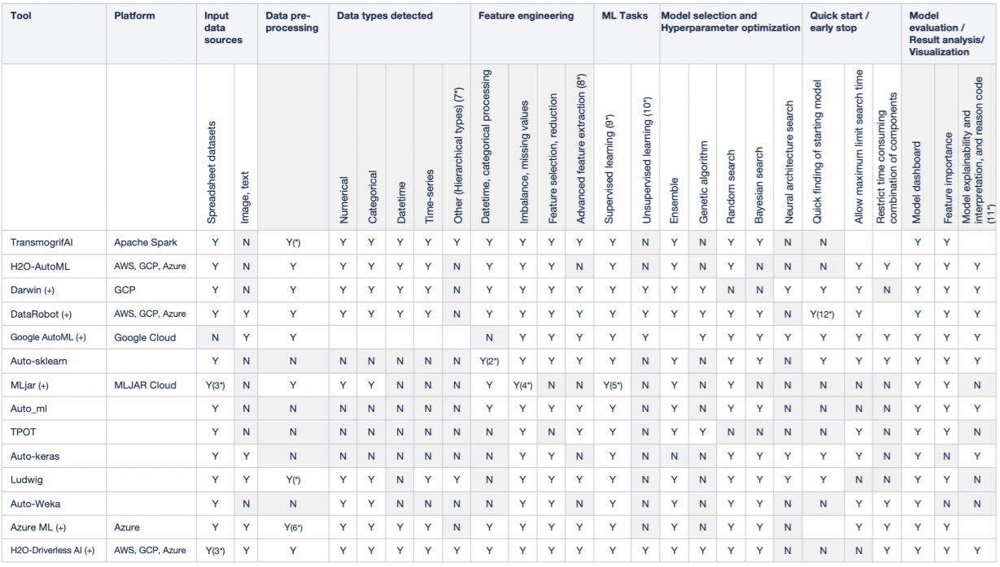 Tool Platform Input data sources Data pre-processing Data types detected Feature engineering ML Tasks Model selection and Hyperparameter optimization Quick start / early stop Model evaluation / Result analysis/ Visualization
Spreadsheet datasets
Image, text
Numerical
Categorical
Datetime
Time-series
Other (Hierarchical types) (7*)
Datetime, categorical processing
Imbalance, missing values
Feature selection, reduction
Advanced feature extraction (8*)
Supervised learning (9*)
Unsupervised learning (10*)
Ensemble
Genetic algorithm
Random search
Bayesian search
Neural architecture search
Quick finding of starting model
Allow maximum limit search time
Restrict time consuming combination of components
Model dashboard
Feature importance
Model explainability and interpretation, and reason code (11*)
TransmogrifAI Apache Spark Y N Y(*) Y Y Y Y Y Y Y Y Y Y N Y N Y Y N N Y Y
H2O-AutoML AWS, GCP, Azure Y N Y Y Y Y Y N Y Y Y N Y N Y N Y N N N Y Y Y Y Y
Darwin (+) GCP Y N Y Y Y Y Y N Y Y Y Y Y Y Y Y N N Y Y Y N Y Y Y
DataRobot (+) AWS, GCP, Azure Y Y Y Y Y Y Y N Y Y Y Y Y Y Y Y Y Y N Y(12*) Y Y Y Y
Google AutoML (+) Google Cloud N Y Y N Y Y Y Y Y Y Y Y Y Y Y Y Y Y Y
Auto-sklearn Y N N N N N N N Y(2*) Y Y Y Y N Y N Y Y N Y Y Y Y Y Y
MLjar (+) MLJAR Cloud Y(3*) N Y Y Y N N N Y Y(4*) N N Y(5*) N Y N Y N N N N N Y Y N
Auto_ml Y N N N N N N N Y Y Y Y Y N Y N Y Y N N N N Y Y Y
TPOT Y N N N N N N N N Y N Y Y N Y Y N N N N Y N Y Y N
Auto-keras Y Y N N N N N N N Y Y N Y N N N Y Y Y Y Y N Y N Y
Ludwig Y Y Y(*) Y Y N Y Y N Y Y Y Y N Y N Y Y Y Y N N Y Y N
Auto-Weka Y N N Y Y N N N N Y Y N Y N Y N Y Y N N Y Y Y N N
Azure ML (+) Azure Y Y Y(6*) Y Y Y Y N Y Y Y Y Y N Y N Y Y N Y Y Y Y
H2O-Driverless AI (+) AWS, GCP, Azure Y(3*) Y Y Y Y Y Y Y Y Y Y Y Y Y Y Y Y Y Y N N Y Y Y Y